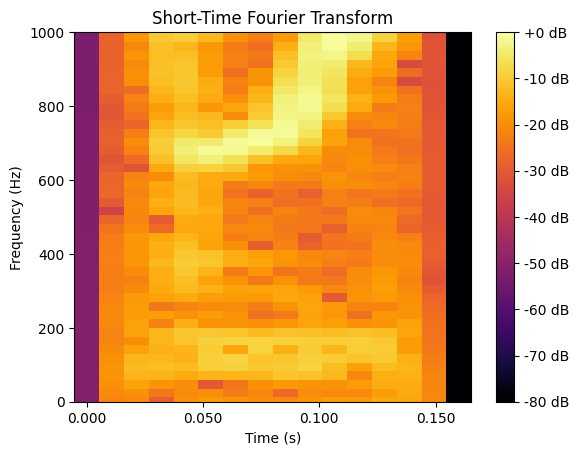 Short-Time Fourier Transform
1000
800
600
400
200
0
Frequency (Hz)
0.000
0.050
0.100
0.150
Time (s)
+0 dB
-10 dB
-20 dB
-30 dB
-40 dB
-50 dB
-60 dB
-70 dB
-80 dB